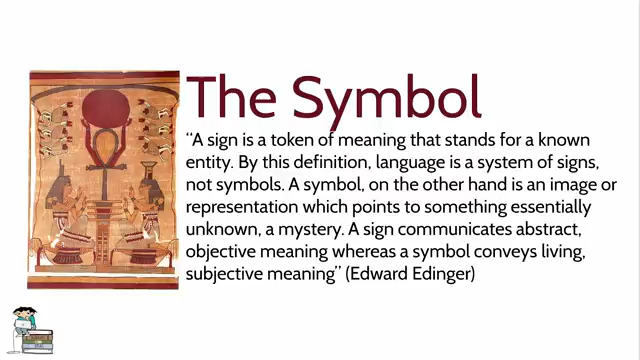 The Symbol
“A sign is a token of meaning that stands for a known
entity. By this definition, language is a system of signs,
not symbols. A symbol, on the other hand is an image or
representation which points to something essentially
unknown, a mystery. A sign communicates abstract,
objective meaning whereas a symbol conveys living,
subjective meaning” (Edward Edinger)